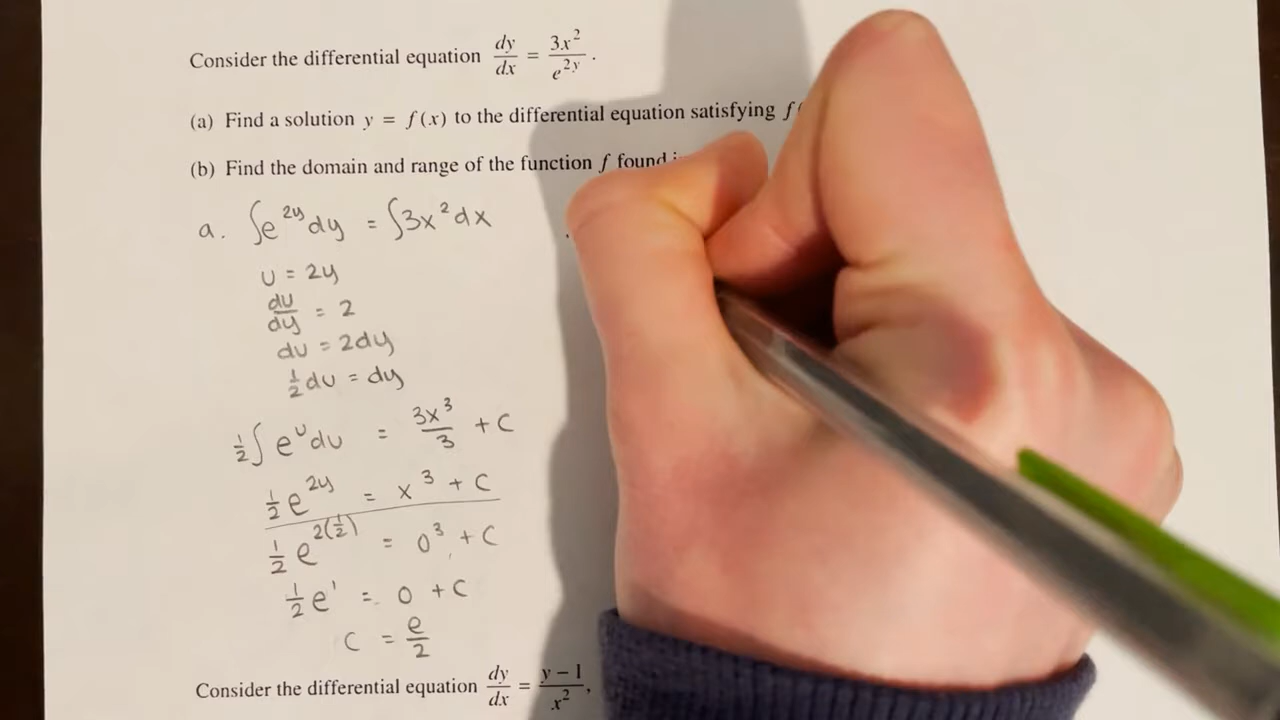 Consider the differential equation dy/dx = 3x²/e^(2y).
(a) Find a solution y = f(x) to the differential equation satisfying f(
(b) Find the domain and range of the function f found
a. ∫e^(2y) dy = ∫3x² dx
u = 2y
du/dy = 2
du = 2dy
½du = dy
½∫e^u du = 3x³/3 + C
½e^(2y) = x³ + C
½e^(2(½)) = 0³ + C
½e¹ = 0 + C
C = e/2
Consider the differential equation dy/dx = y − 1/x²,